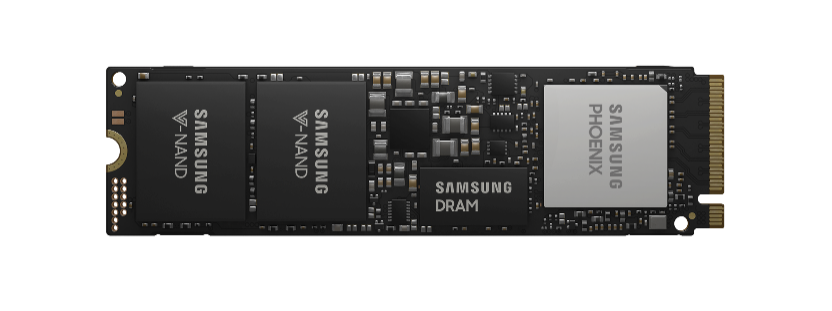 SAMSUNG
V-NAND
SAMSUNG
V-NAND
SAMSUNG
DRAM
SAMSUNG
PHOENIX